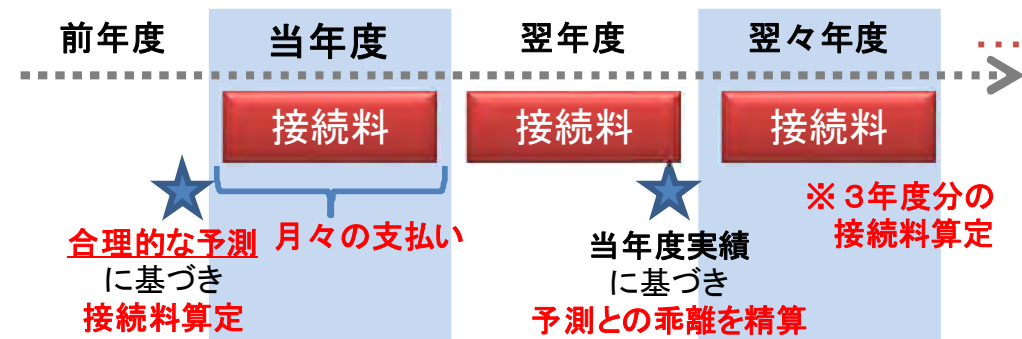 前年度
当年度
翌年度
翌々年度
接続料
接続料
接続料
合理的な予測
に基づき
接続料算定
月々の支払い
当年度実績
に基づき
予測との乖離を精算
※３年度分の
接続料算定